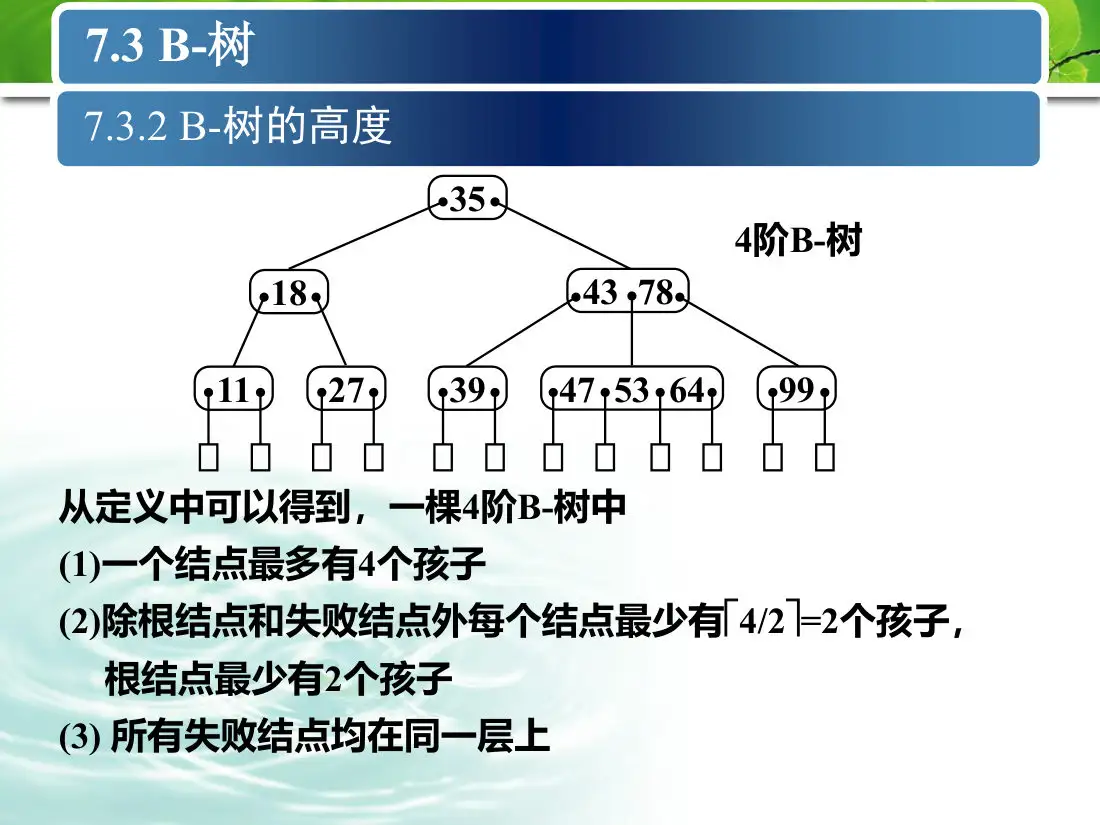 7.3 B-树
7.3.2 B-树的高度
35
4阶B-树
18
43 78
11
27
39
47 53 64
99
从定义中可以得到，一棵4阶B-树中
(1)一个结点最多有4个孩子
(2)除根结点和失败结点外每个结点最少有⌈4/2⌉=2个孩子，
根结点最少有2个孩子
(3) 所有失败结点均在同一层上